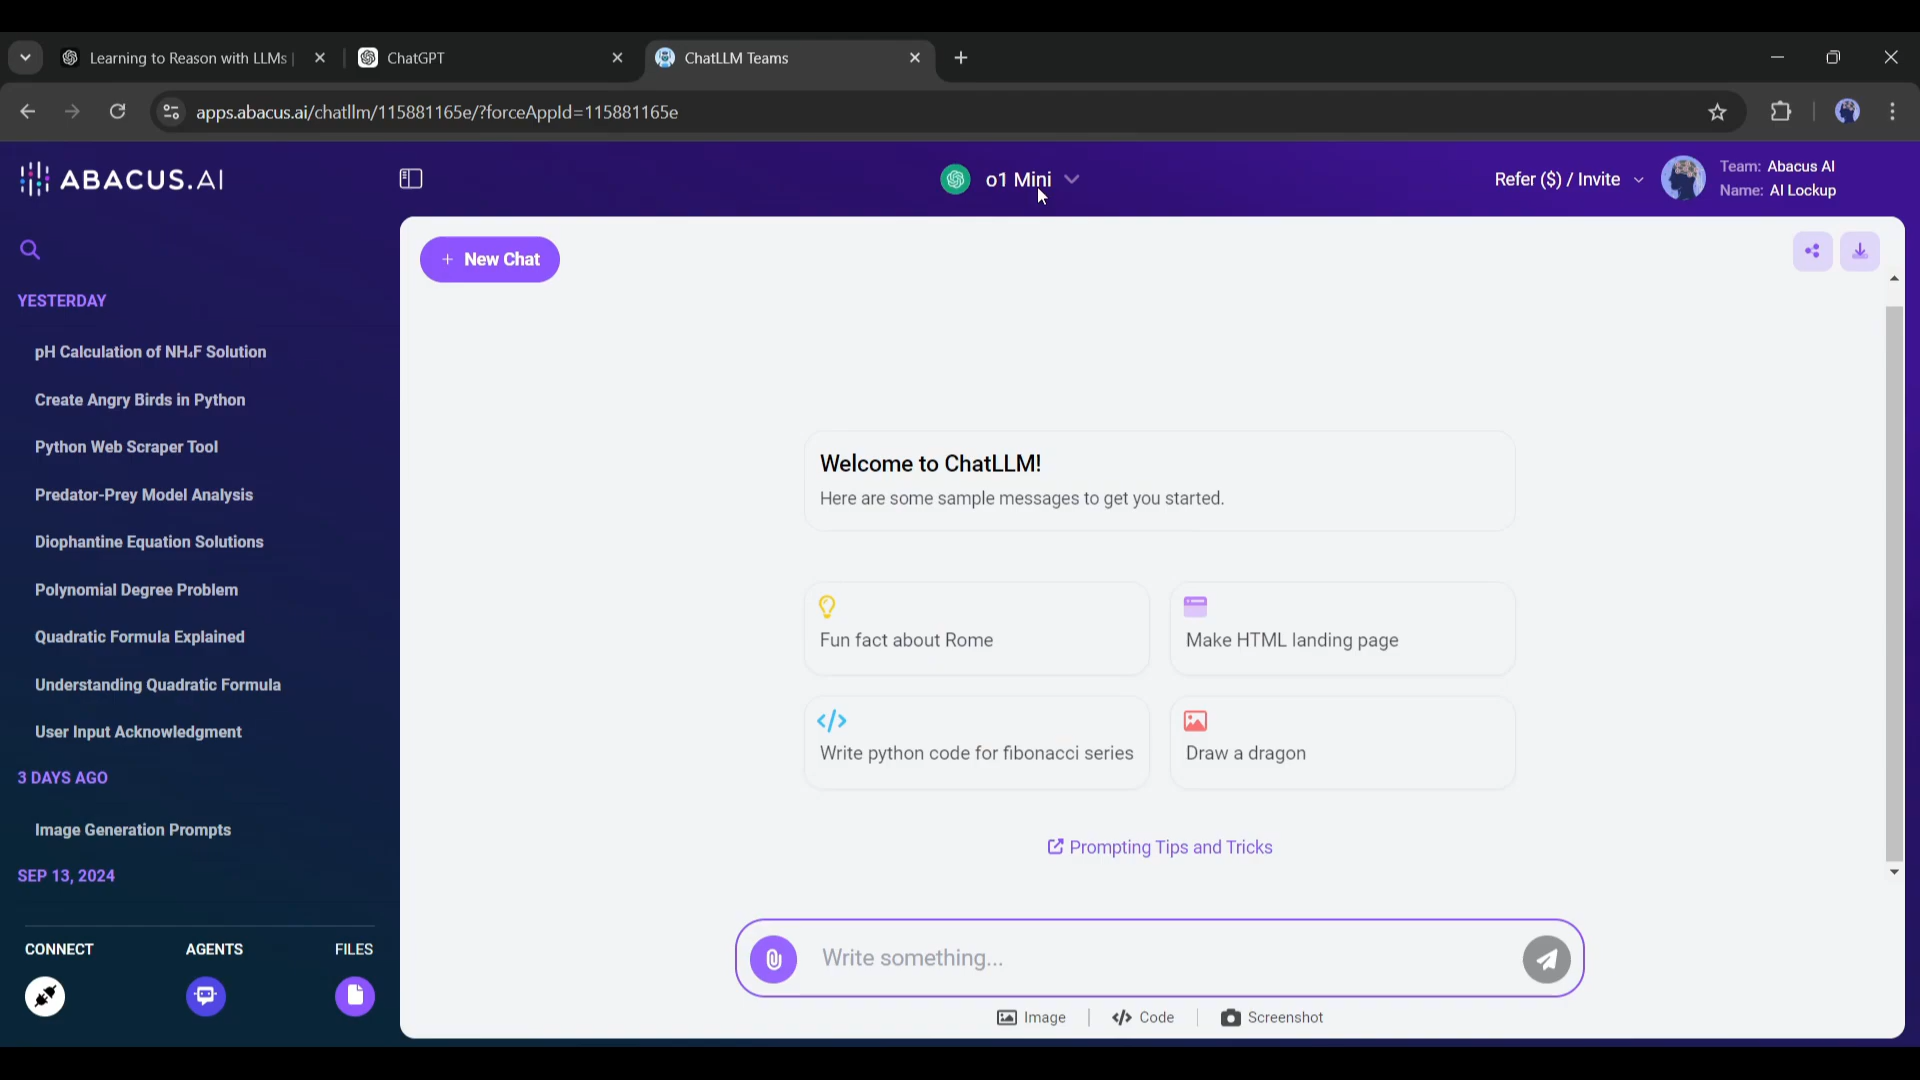 Learning to Reason with LLMs
ChatGPT
ChatLLM Teams
apps.abacus.ai/chatllm/115881165e/?forceAppId=115881165e
ABACUS.AI
o1 Mini
Refer ($) / Invite
Team: Abacus AI
Name: AI Lockup
+ New Chat
YESTERDAY
pH Calculation of NH₄F Solution
Create Angry Birds in Python
Python Web Scraper Tool
Predator-Prey Model Analysis
Diophantine Equation Solutions
Polynomial Degree Problem
Quadratic Formula Explained
Understanding Quadratic Formula
User Input Acknowledgment
3 DAYS AGO
Image Generation Prompts
SEP 13, 2024
CONNECT
AGENTS
FILES
Welcome to ChatLLM!
Here are some sample messages to get you started.
Fun fact about Rome
Make HTML landing page
Write python code for fibonacci series
Draw a dragon
Prompting Tips and Tricks
Write something...
Image
Code
Screenshot